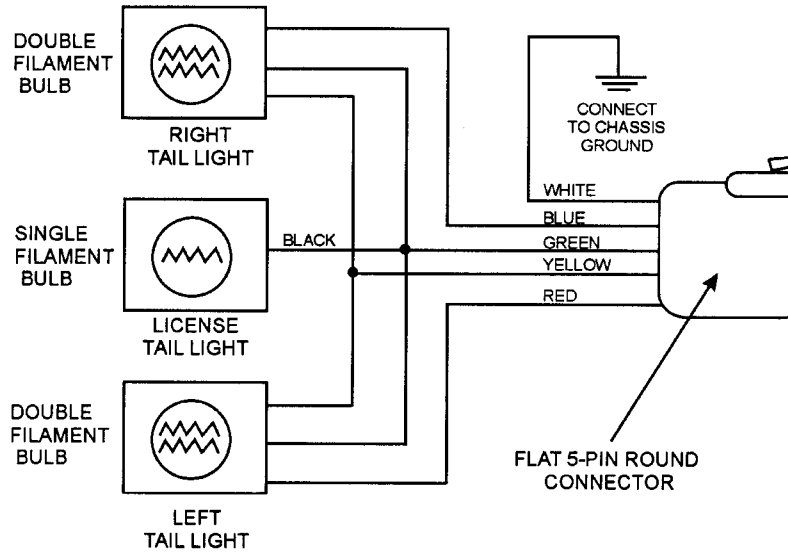 DOUBLE
FILAMENT
BULB
RIGHT
TAIL LIGHT
CONNECT
TO CHASSIS
GROUND
WHITE
BLUE
SINGLE
FILAMENT
BULB
BLACK
GREEN
YELLOW
RED
LICENSE
TAIL LIGHT
DOUBLE
FILAMENT
BULB
FLAT 5-PIN ROUND
CONNECTOR
LEFT
TAIL LIGHT